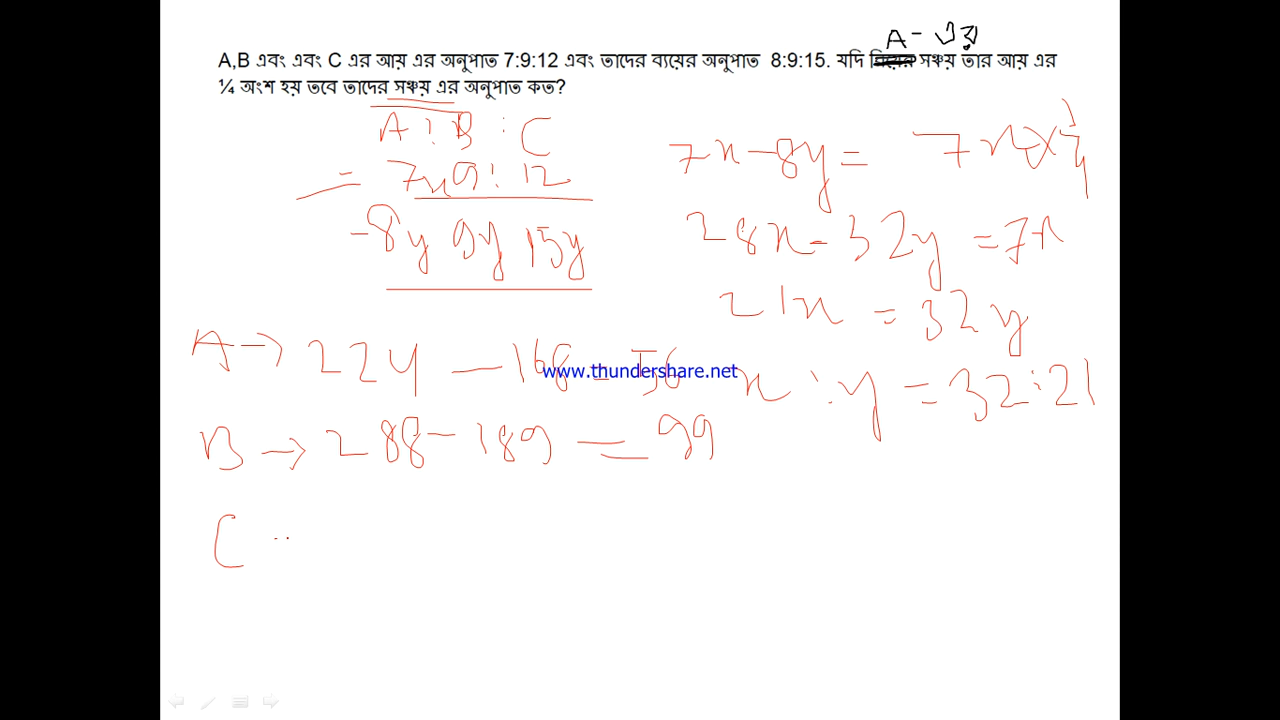 A- এর
A,B এবং এবং C এর আয় এর অনুপাত 7:9:12 এবং তাদের ব্যয়ের অনুপাত 8:9:15. যদি সঞ্চয় তার আয় এর
¼ অংশ হয় তবে তাদের সঞ্চয় এর অনুপাত কত?
A : B : C
= 7x 9 : 12
-8y 9y 15y
7x-8y = 7x × 1/4
28x-32y = 7x
21x = 32y
x : y = 32:21
A → 224 — 168 = 56
www.thundershare.net
B → 288 - 189 = 99
C